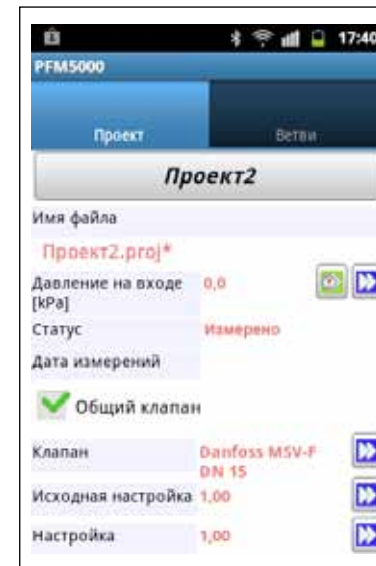 17:40
PFM5000
Проект
Ветви
Проект2
Имя файла
Проект2.proj*
Давление на входе 0,0
[kPa]
Статус Измерено
Дата измерений
Общий клапан
Клапан Danfoss MSV-F
DN 15
Исходная настройка 1,00
Настройка 1,00